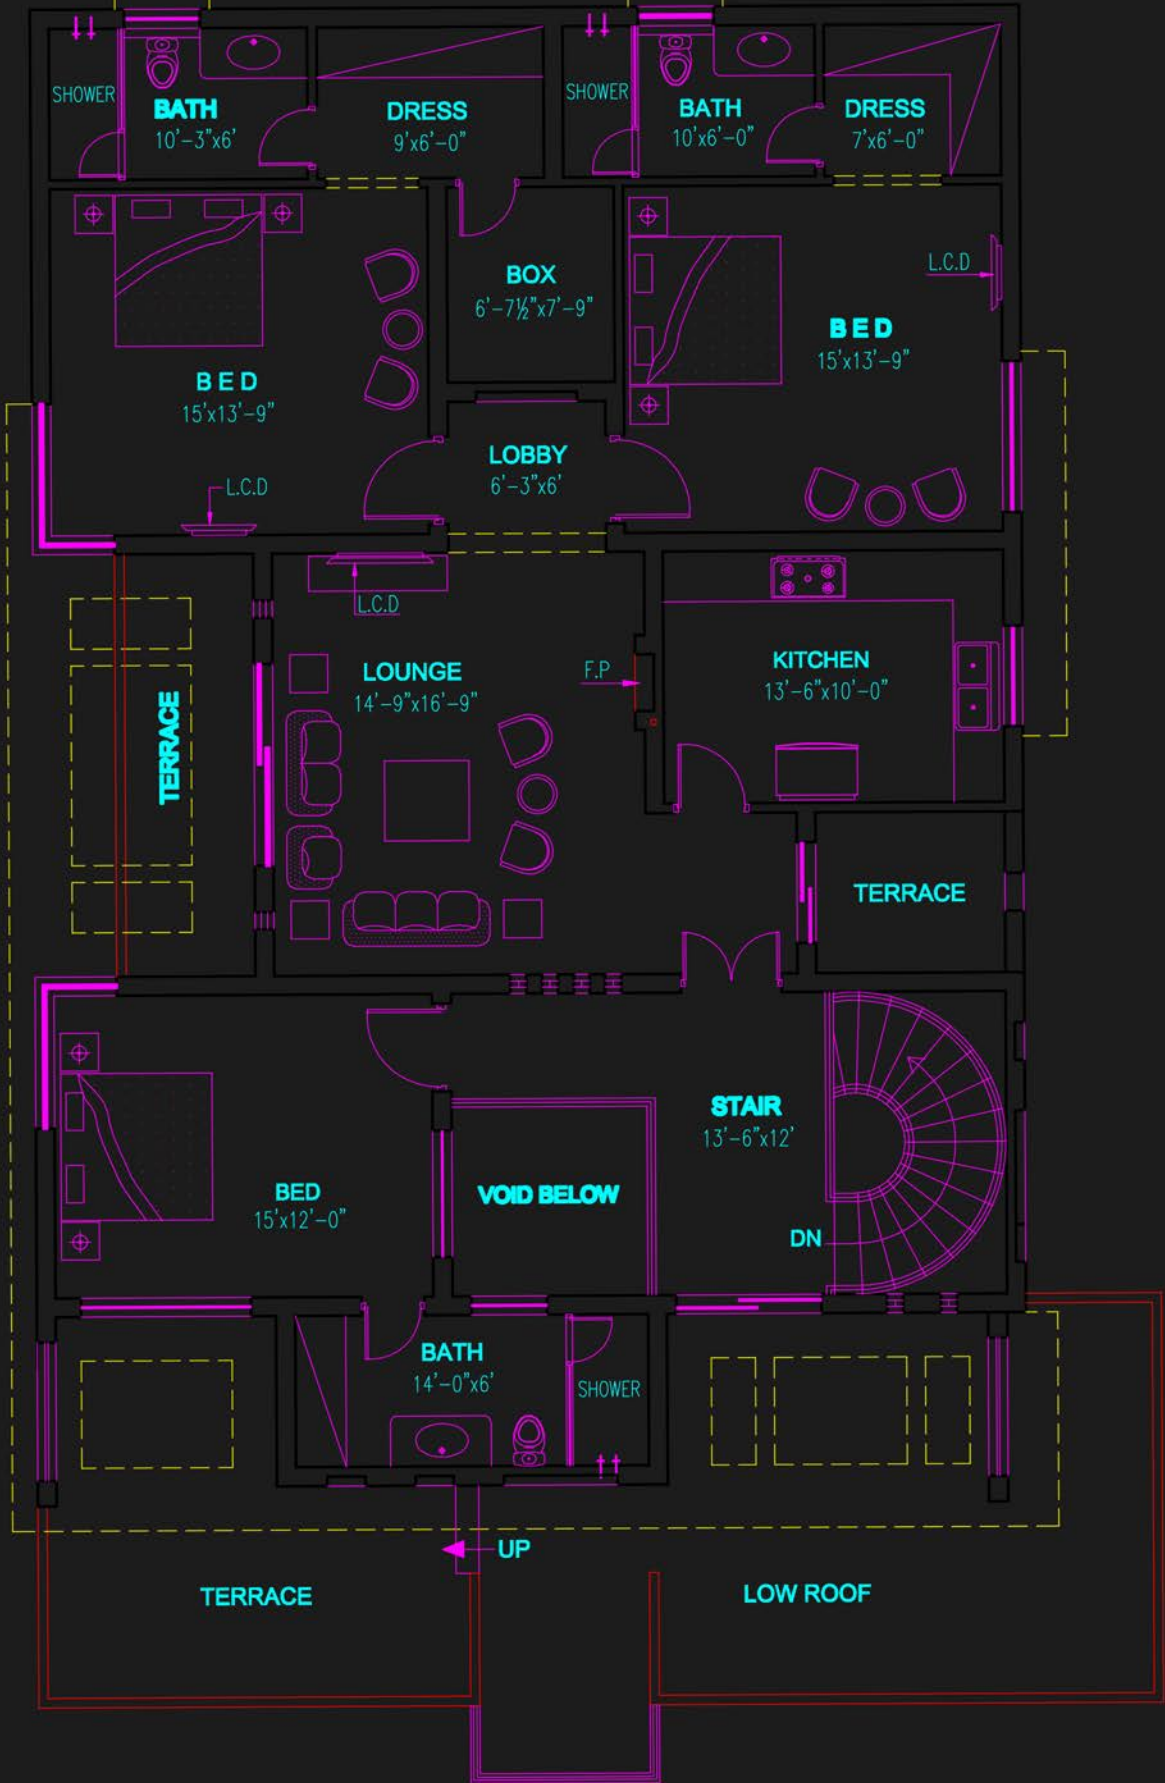 SHOWER
BATH
10'-3"x6'
DRESS
9'x6'-0"
SHOWER
BATH
10'x6'-0"
DRESS
7'x6'-0"
BOX
6'-7½"x7'-9"
L.C.D
BED
15'x13'-9"
BED
15'x13'-9"
LOBBY
6'-3"x6'
L.C.D
L.C.D
LOUNGE
14'-9"x16'-9"
F.P
KITCHEN
13'-6"x10'-0"
TERRACE
TERRACE
STAIR
13'-6"x12'
BED
15'x12'-0"
VOID BELOW
DN
BATH
14'-0"x6'
SHOWER
UP
TERRACE
LOW ROOF